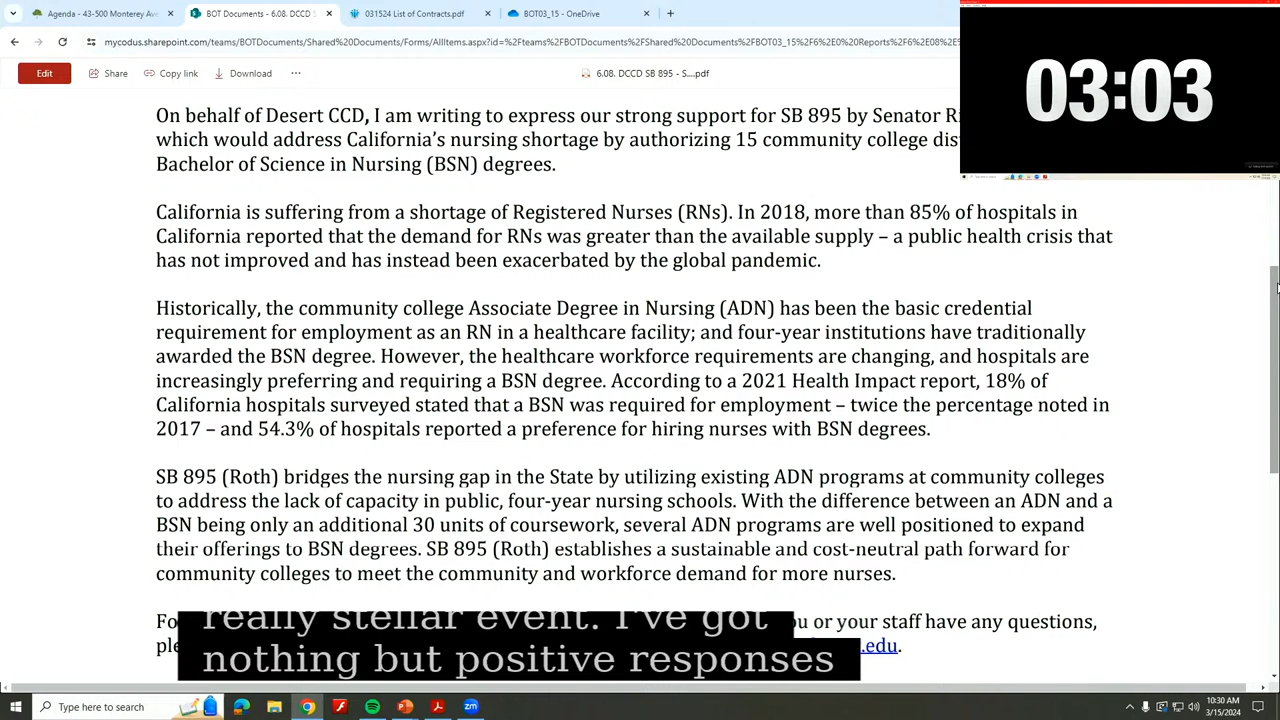 Agenda - 43-500 Monterey Ave
BOT Documents - 6.08. DCCD S
031524 List of Contracts.pdf
BOT03_15 - OneDrive
mycodus.sharepoint.com/teams/BOTDocuments/Shared%20Documents/Forms/AllItems.aspx?id=%2Fteams%2FBOTDocuments%2FShared%20Documents%2FBOT03_15%2F6%2E0%20Reports%2F6%2E08%2E
Edit
Share
Copy link
Download
6.08. DCCD SB 895 - S....pdf
03:03
On behalf of Desert CCD, I am writing to express our strong support for SB 895 by Senator
which would address California's nursing shortage by authorizing 15 community college
Bachelor of Science in Nursing (BSN) degrees.
California is suffering from a shortage of Registered Nurses (RNs). In 2018, more than 85% of hospitals in
California reported that the demand for RNs was greater than the available supply – a public health crisis that
has not improved and has instead been exacerbated by the global pandemic.
Historically, the community college Associate Degree in Nursing (ADN) has been the basic credential
requirement for employment as an RN in a healthcare facility; and four-year institutions have traditionally
awarded the BSN degree. However, the healthcare workforce requirements are changing, and hospitals are
increasingly preferring and requiring a BSN degree. According to a 2021 Health Impact report, 18% of
California hospitals surveyed stated that a BSN was required for employment – twice the percentage noted in
2017 – and 54.3% of hospitals reported a preference for hiring nurses with BSN degrees.
SB 895 (Roth) bridges the nursing gap in the State by utilizing existing ADN programs at community colleges
to address the lack of capacity in public, four-year nursing schools. With the difference between an ADN and a
BSN being only an additional 30 units of coursework, several ADN programs are well positioned to expand
their offerings to BSN degrees. SB 895 (Roth) establishes a sustainable and cost-neutral path forward for
community colleges to meet the community and workforce demand for more nurses.
or your staff have any questions,
.edu.
really stellar event. I've got
nothing but positive responses
Type here to search
10:30 AM
3/15/2024